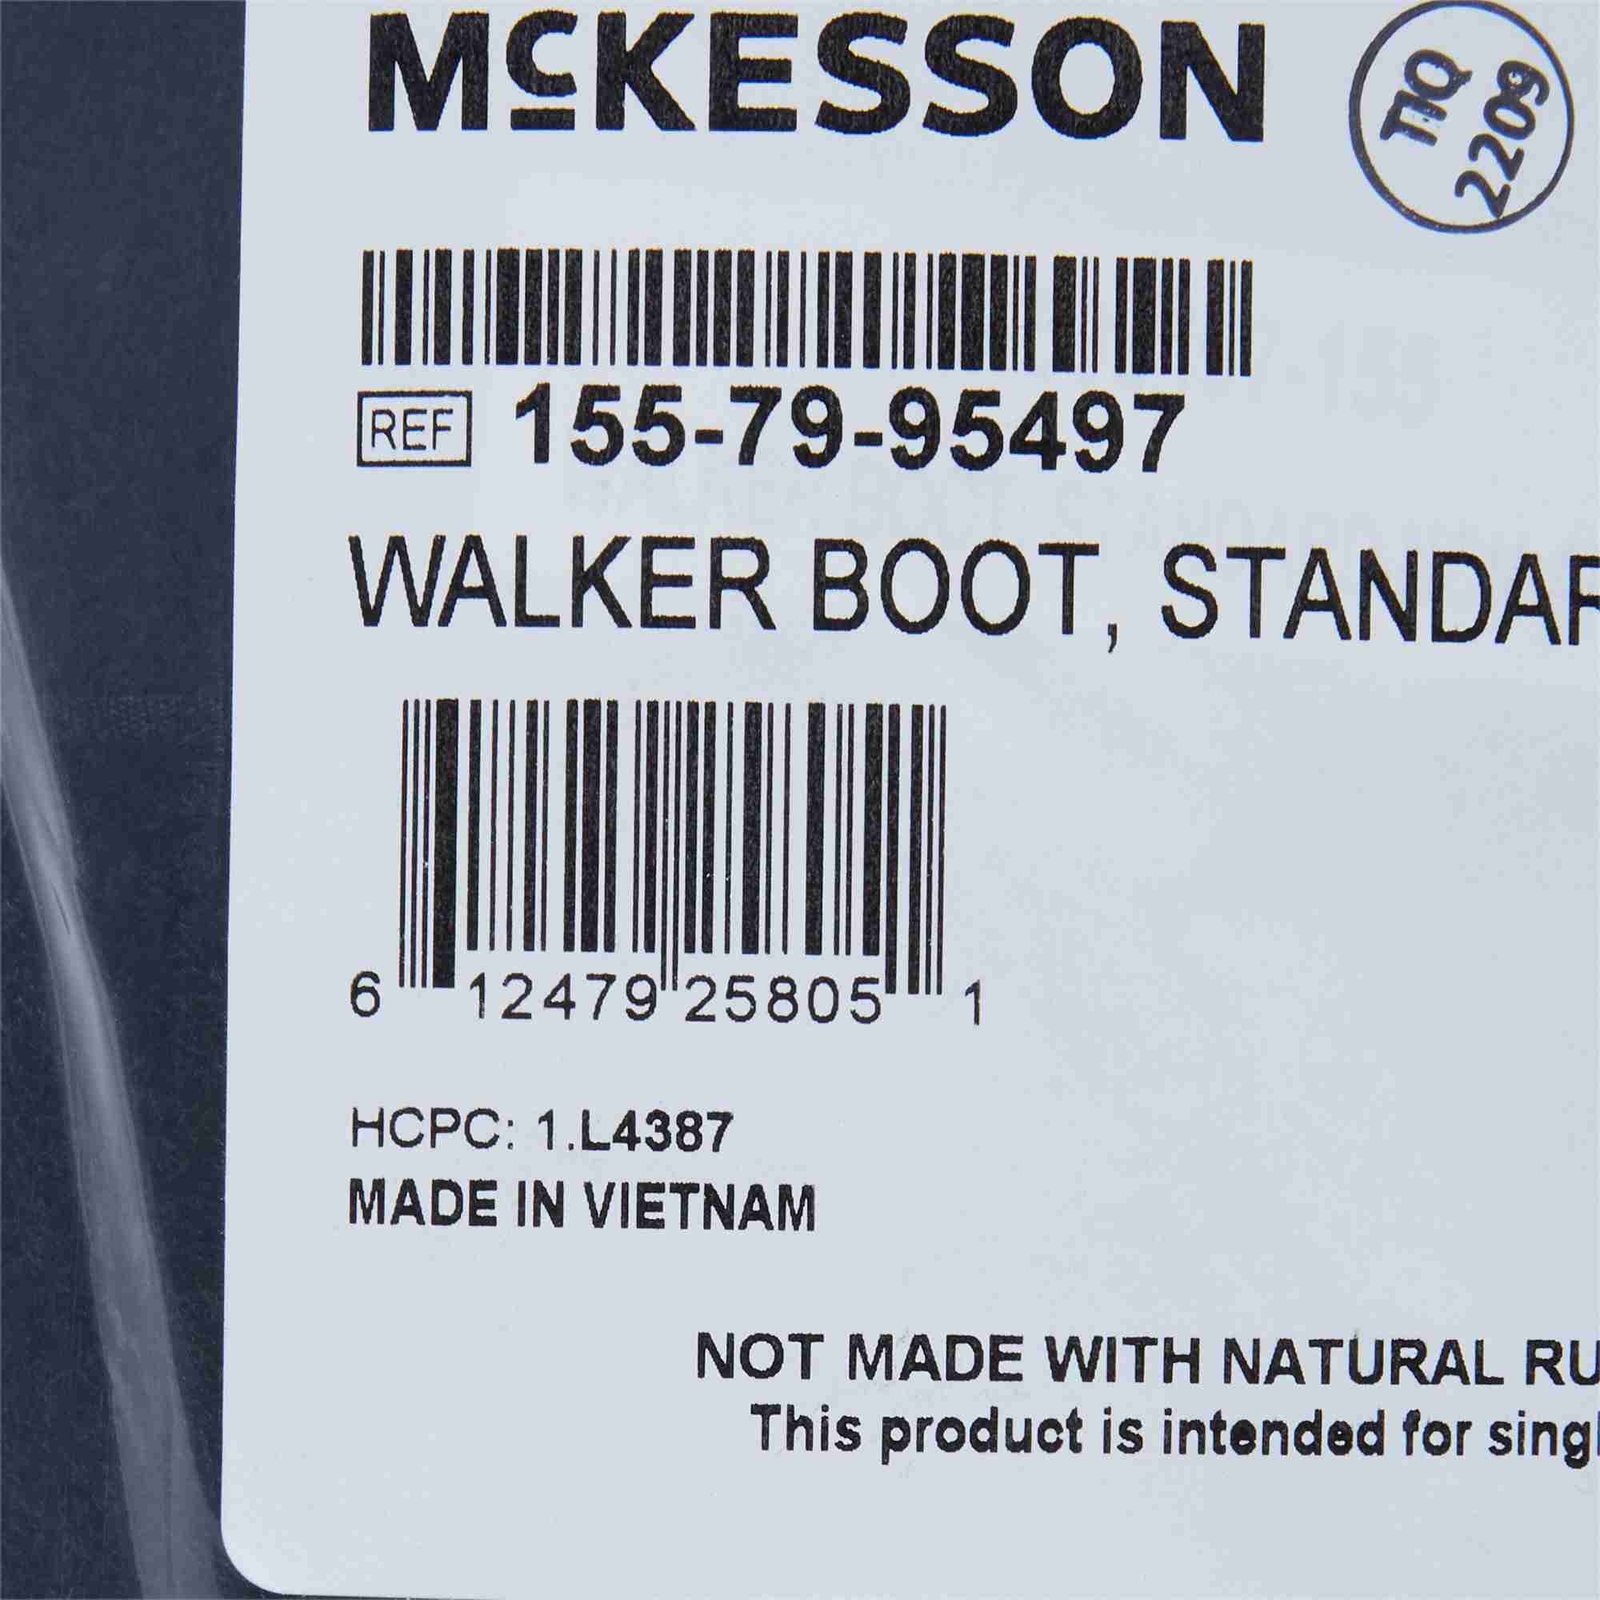 McKESSON
TIQ
2209
REF 155-79-95497
WALKER BOOT, STANDAR
6 12479 25805 1
HCPC: 1.L4387
MADE IN VIETNAM
NOT MADE WITH NATURAL RU
This product is intended for singl